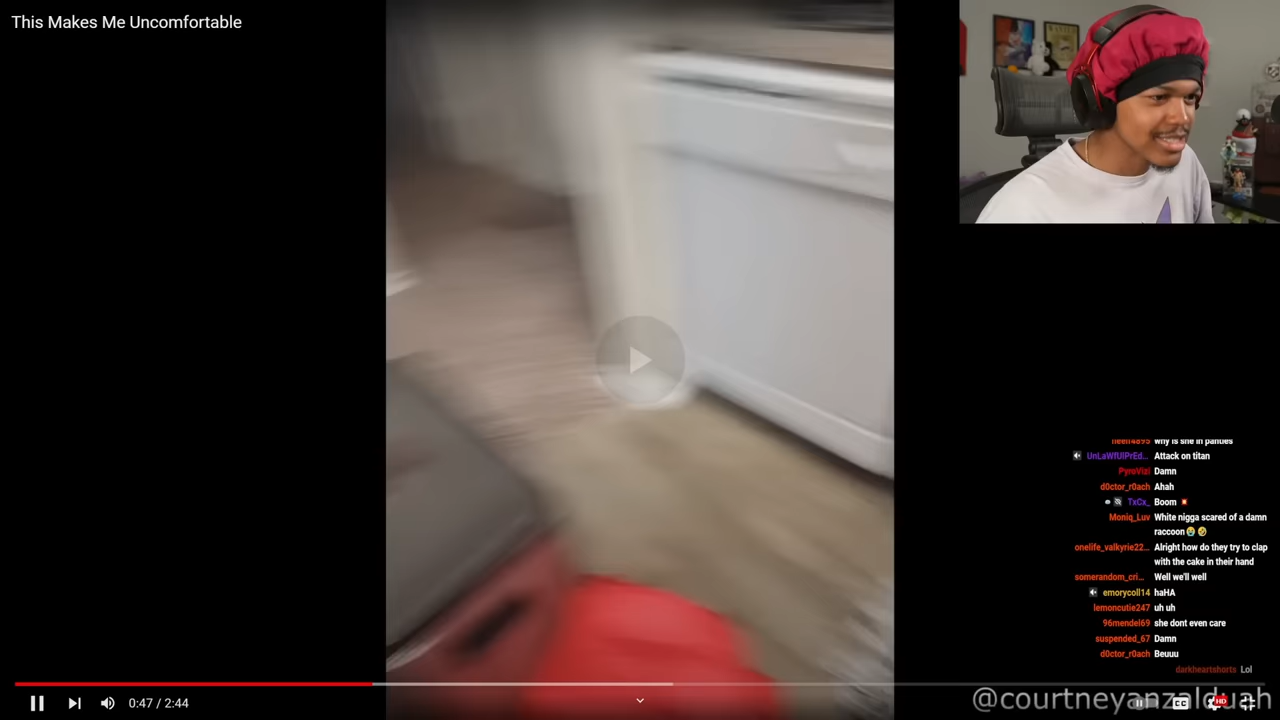 This Makes Me Uncomfortable
why is she in panties
UnLaWfUlPrEd... Attack on titan
PyroVizi Damn
d0ctor_r0ach Ahah
TxCx_ Boom
Moniq_Luv White nigga scared of a damn
raccoon😭🤣
onelife_valkyrie22... Alright how do they try to clap
with the cake in their hand
somerandom_cri... Well we'll well
emorycoll14 haHA
lemoncutie247 uh uh
96mendel69 she dont even care
suspended_67 Damn
d0ctor_r0ach Beuuu
darkheartshorts Lol
0:47 / 2:44
@courtneyanzalduah
CC
HD